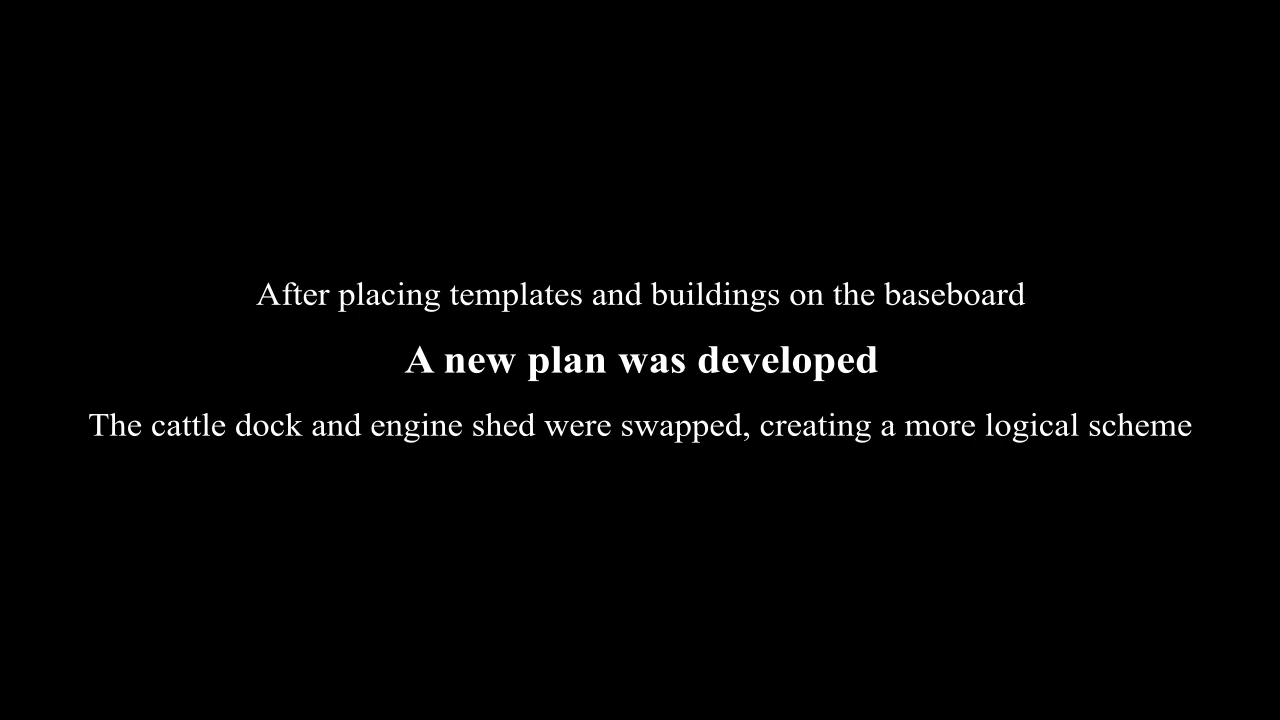 After placing templates and buildings on the baseboard
A new plan was developed
The cattle dock and engine shed were swapped, creating a more logical scheme